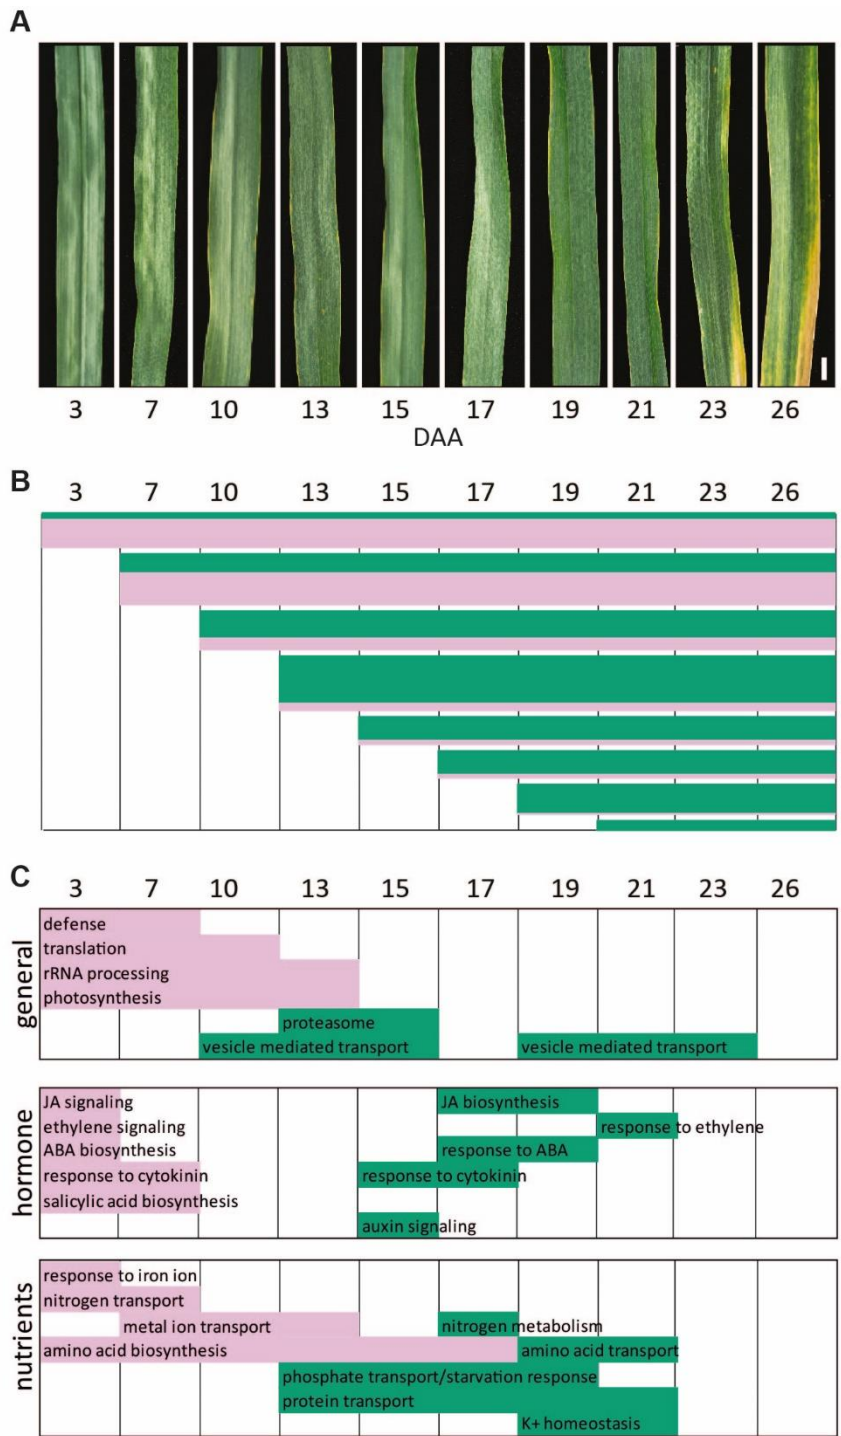 A
3 7 10 13 15 17 19 21 23 26
DAA
B
3 7 10 13 15 17 19 21 23 26
C
3 7 10 13 15 17 19 21 23 26
general
defense
translation
rRNA processing
photosynthesis
proteasome
vesicle mediated transport vesicle mediated transport
hormone
JA signaling JA biosynthesis
ethylene signaling response to ethylene
ABA biosynthesis response to ABA
response to cytokinin response to cytokinin
salicylic acid biosynthesis
auxin signaling
nutrients
response to iron ion
nitrogen transport
metal ion transport nitrogen metabolism
amino acid biosynthesis amino acid transport
phosphate transport/starvation response
protein transport
K+ homeostasis